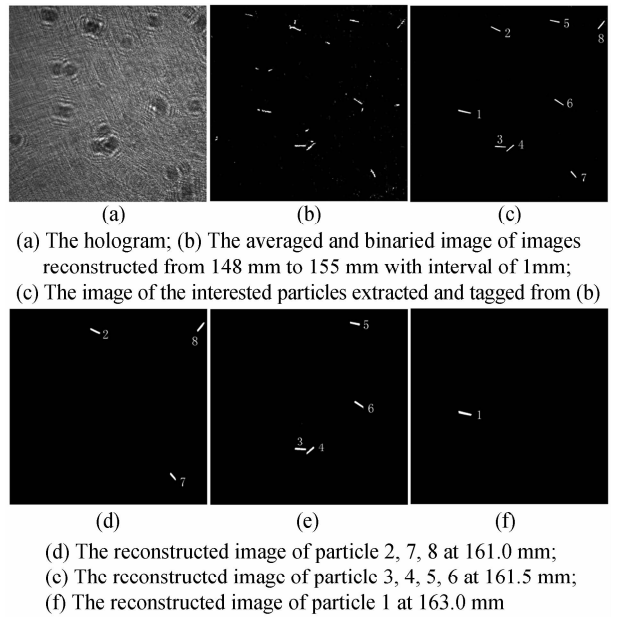 5
2
8
6
1
3
4
7
(a)
(b)
(c)
(a) The hologram; (b) The averaged and binaried image of images
reconstructed from 148 mm to 155 mm with interval of 1mm;
(c) The image of the interested particles extracted and tagged from (b)
2
8
7
5
6
3
4
1
(d)
(e)
(f)
(d) The reconstructed image of particle 2, 7, 8 at 161.0 mm;
(e) The reconstructed image of particle 3, 4, 5, 6 at 161.5 mm;
(f) The reconstructed image of particle 1 at 163.0 mm